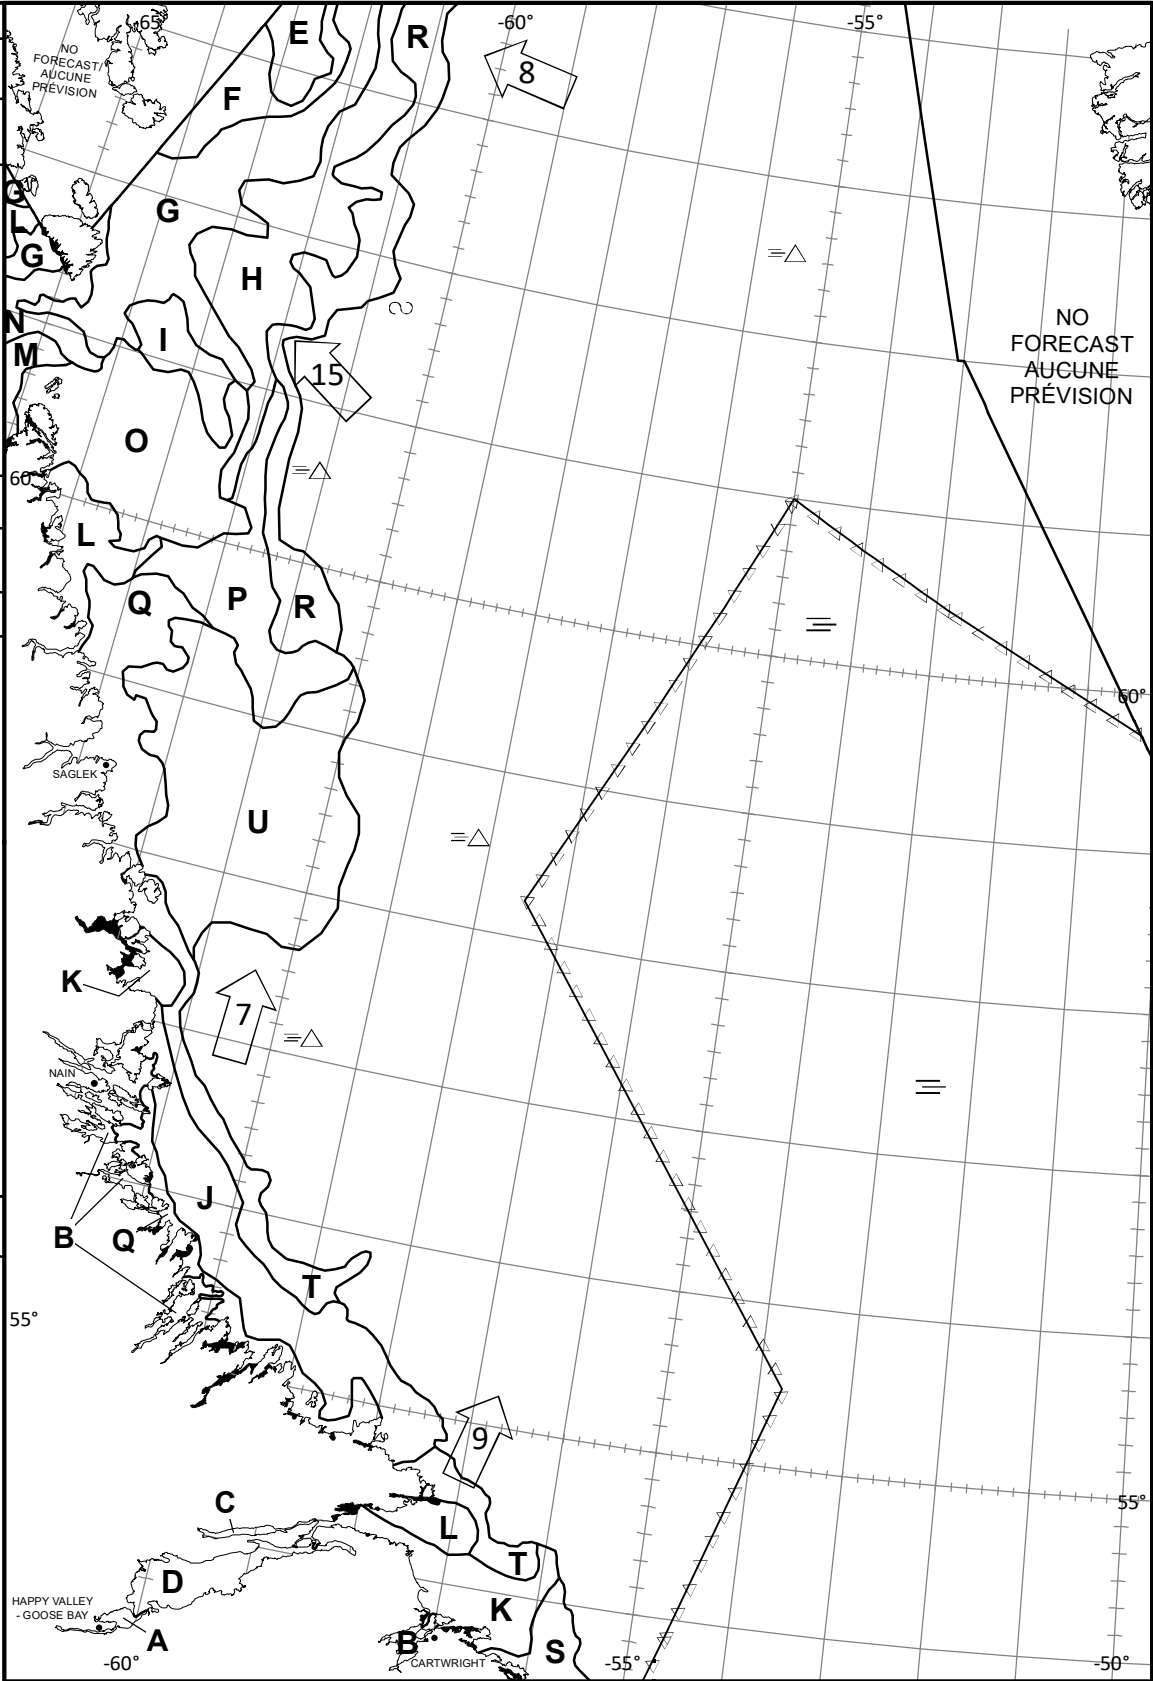 65°
-60°
-55°
E
R
8
NO
FORECAST/
AUCUNE
PRÉVISION
F
G
G
L
G
H
N
M
I
15
NO
FORECAST
AUCUNE
PRÉVISION
O
60°
L
Q
P
R
60°
SAGLEK
U
K
7
NAIN
J
B
Q
T
55°
9
55°
C
L
T
D
HAPPY VALLEY
- GOOSE BAY
A
K
B
CARTWRIGHT
S
-60°
-55°
-50°